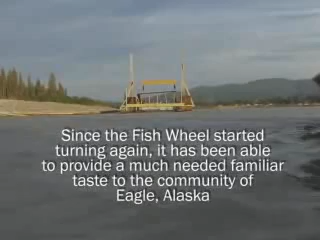 Since the Fish Wheel started
turning again, it has been able
to provide a much needed familiar
taste to the community of
Eagle, Alaska